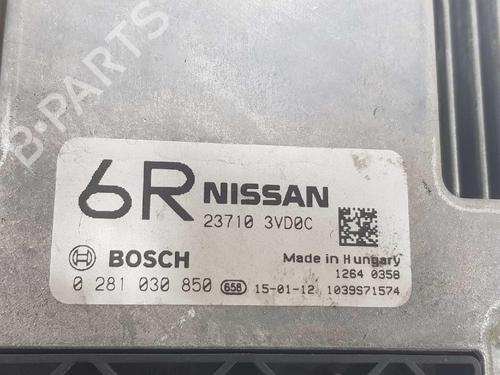 B-PARTS
6R NISSAN
23710 3VD0C
BOSCH
Made in Hungary
1264 0358
0 281 030 850 656 15-01-12 1039S71574